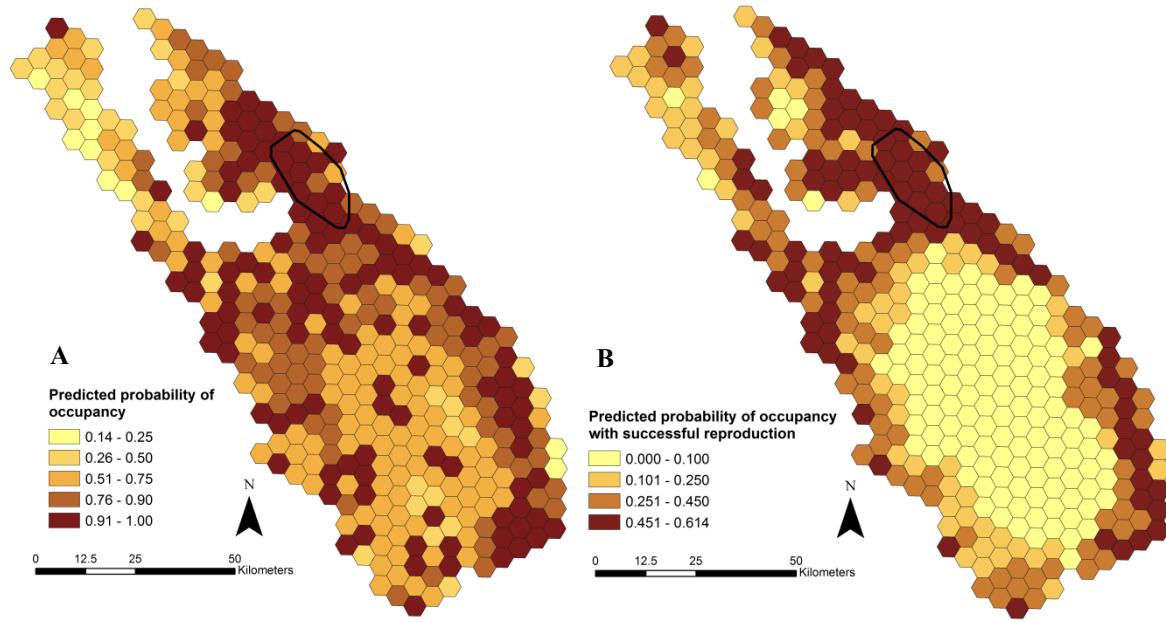 A
Predicted probability of
occupancy
0.14 - 0.25
0.26 - 0.50
0.51 - 0.75
0.76 - 0.90
0.91 - 1.00
N
0 12.5 25 50
Kilometers
B
Predicted probability of occupancy
with successful reproduction
0.000 - 0.100
0.101 - 0.250
0.251 - 0.450
0.451 - 0.614
N
0 12.5 25 50
Kilometers